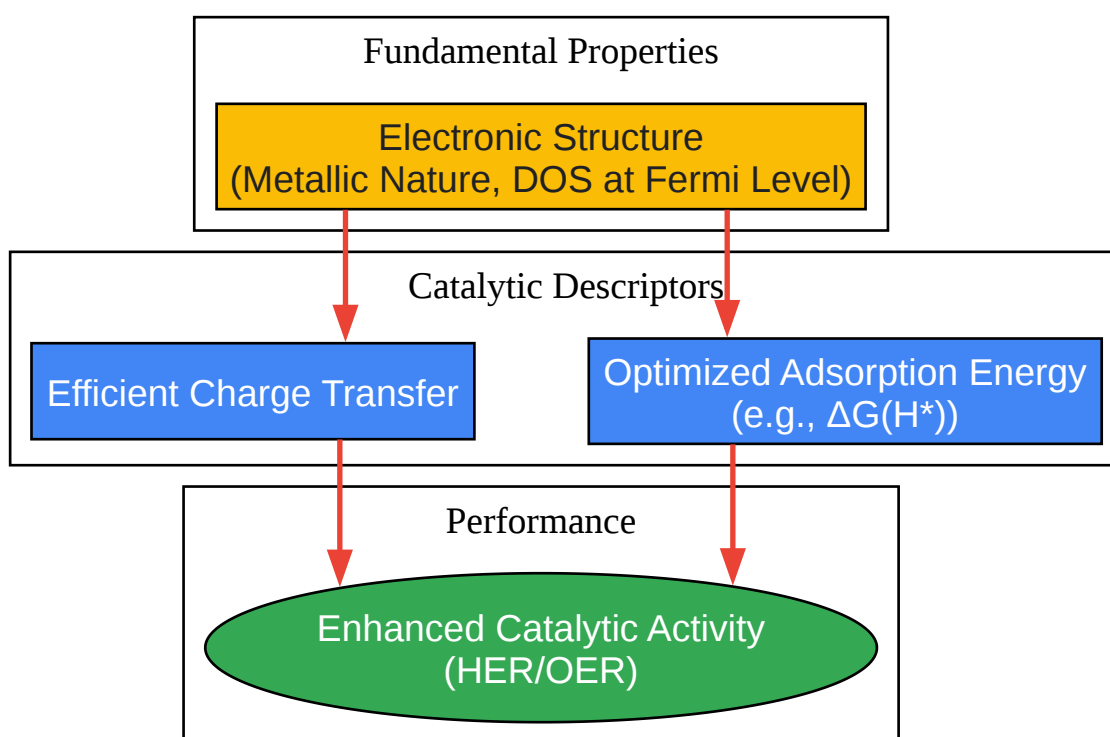 Fundamental Properties
Electronic Structure
(Metallic Nature, DOS at Fermi Level)
Catalytic Descriptors
Efficient Charge Transfer
Optimized Adsorption Energy
(e.g., ΔG(H*))
Performance
Enhanced Catalytic Activity
(HER/OER)